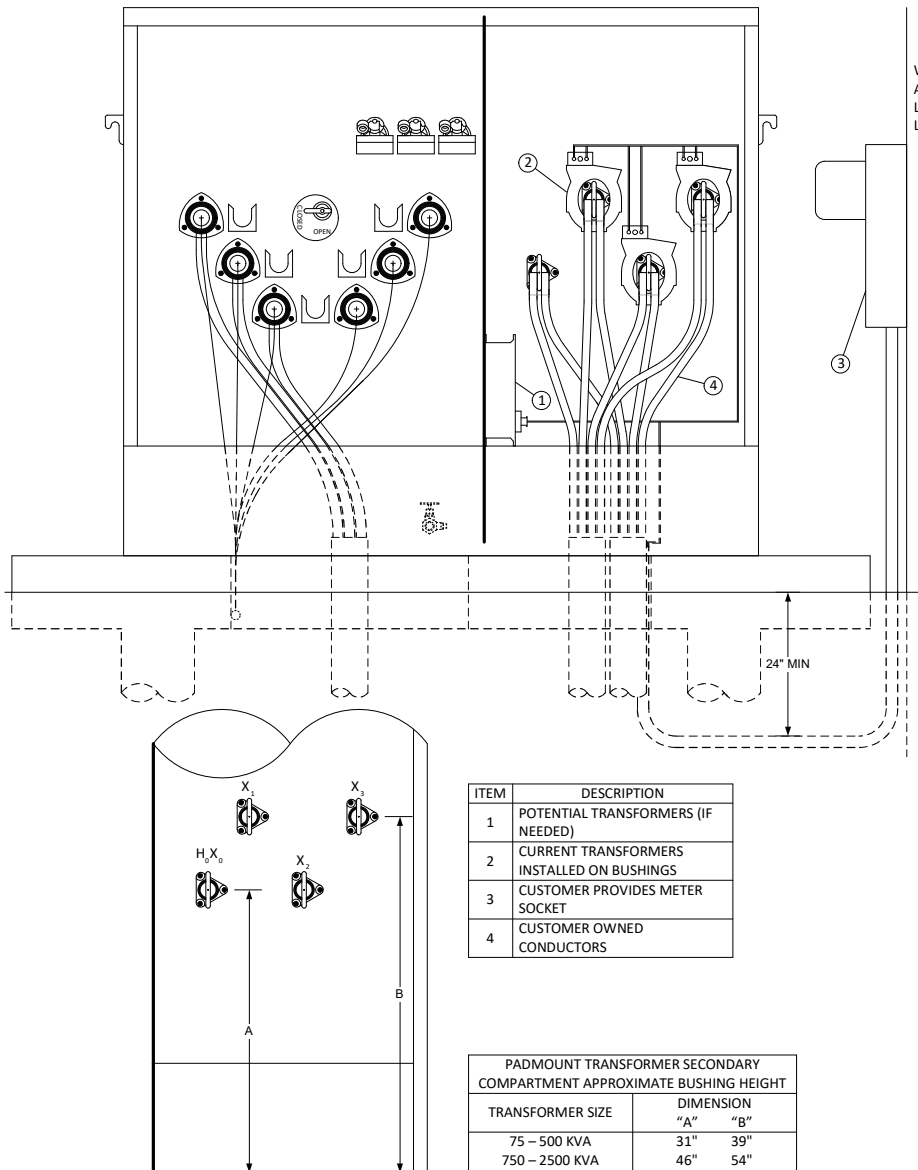 V
A
L
L
2
CLOSED
OPEN
3
1
4
24" MIN
X1
X3
H0X0
X2
A
B
ITEM DESCRIPTION
1 POTENTIAL TRANSFORMERS (IF
NEEDED)
2 CURRENT TRANSFORMERS
INSTALLED ON BUSHINGS
3 CUSTOMER PROVIDES METER
SOCKET
4 CUSTOMER OWNED
CONDUCTORS
PADMOUNT TRANSFORMER SECONDARY
COMPARTMENT APPROXIMATE BUSHING HEIGHT
TRANSFORMER SIZE DIMENSION
“A” “B”
75 – 500 KVA 31" 39"
750 – 2500 KVA 46" 54"